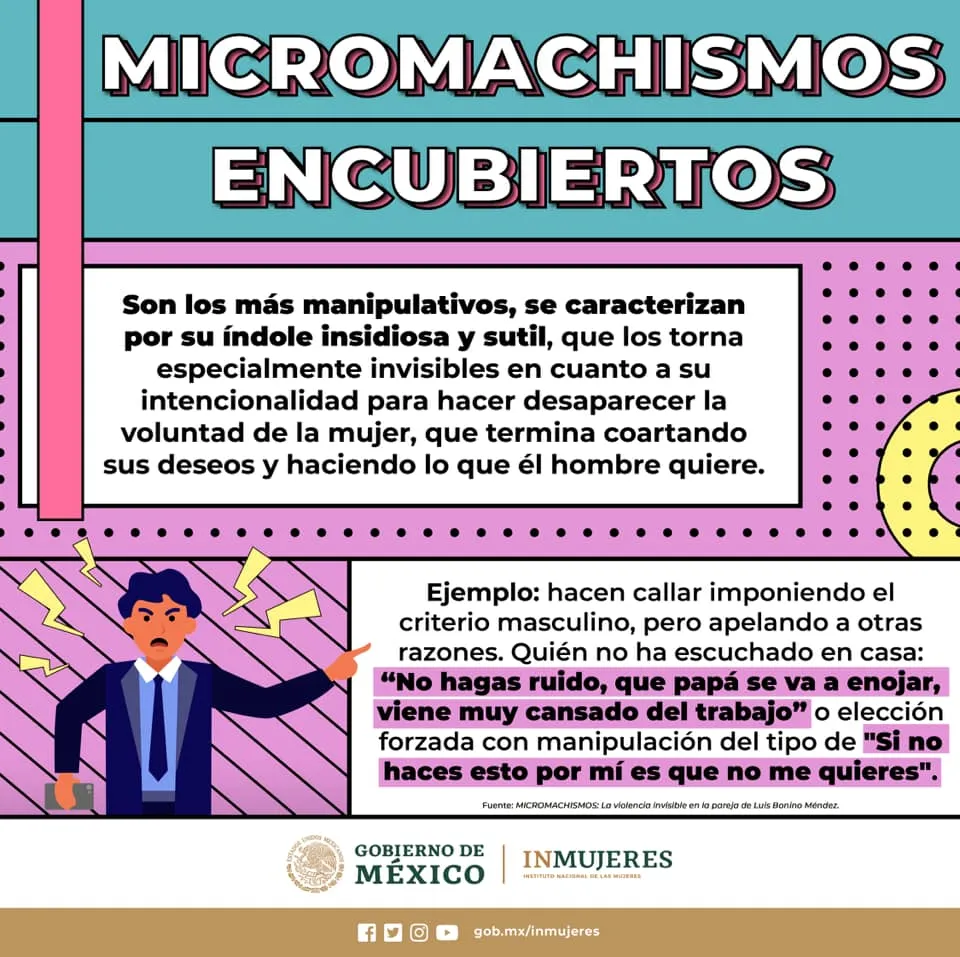 MICROMACHISMOS
ENCUBIERTOS
Son los más manipulativos, se caracterizan
por su índole insidiosa y sutil, que los torna
especialmente invisibles en cuanto a su
intencionalidad para hacer desaparecer la
voluntad de la mujer, que termina coartando
sus deseos y haciendo lo que él hombre quiere.
Ejemplo: hacen callar imponiendo el
criterio masculino, pero apelando a otras
razones. Quién no ha escuchado en casa:
“No hagas ruido, que papá se va a enojar,
viene muy cansado del trabajo” o elección
forzada con manipulación del tipo de "Si no
haces esto por mí es que no me quieres".
Fuente: MICROMACHISMOS: La violencia invisible en la pareja de Luis Bonino Méndez.
ESTADOS UNIDOS MEXICANOS
GOBIERNO DE
MÉXICO
INMUJERES
INSTITUTO NACIONAL DE LAS MUJERES
gob.mx/inmujeres